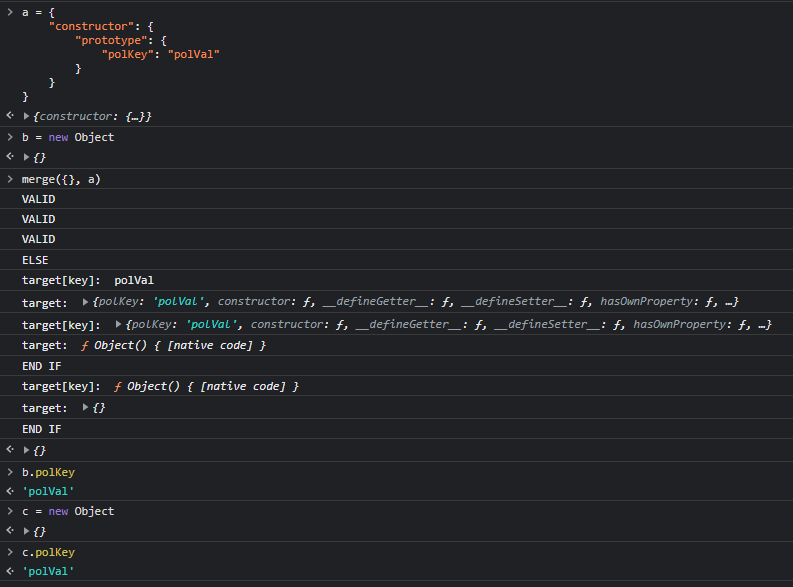 > a = {
    "constructor": {
        "prototype": {
            "polKey": "polVal"
        }
    }
}
<· ▶{constructor: {…}}
> b = new Object
<· ▶{}
> merge({}, a)
VALID
VALID
VALID
ELSE
target[key]:  polVal
target:  ▶{polKey: 'polVal', constructor: ƒ, __defineGetter__: ƒ, __defineSetter__: ƒ, hasOwnProperty: ƒ, …}
target[key]:  ▶{polKey: 'polVal', constructor: ƒ, __defineGetter__: ƒ, __defineSetter__: ƒ, hasOwnProperty: ƒ, …}
target:  ƒ Object() { [native code] }
END IF
target[key]:  ƒ Object() { [native code] }
target:  ▶{}
END IF
<· ▶{}
> b.polKey
<· 'polVal'
> c = new Object
<· ▶{}
> c.polKey
<· 'polVal'